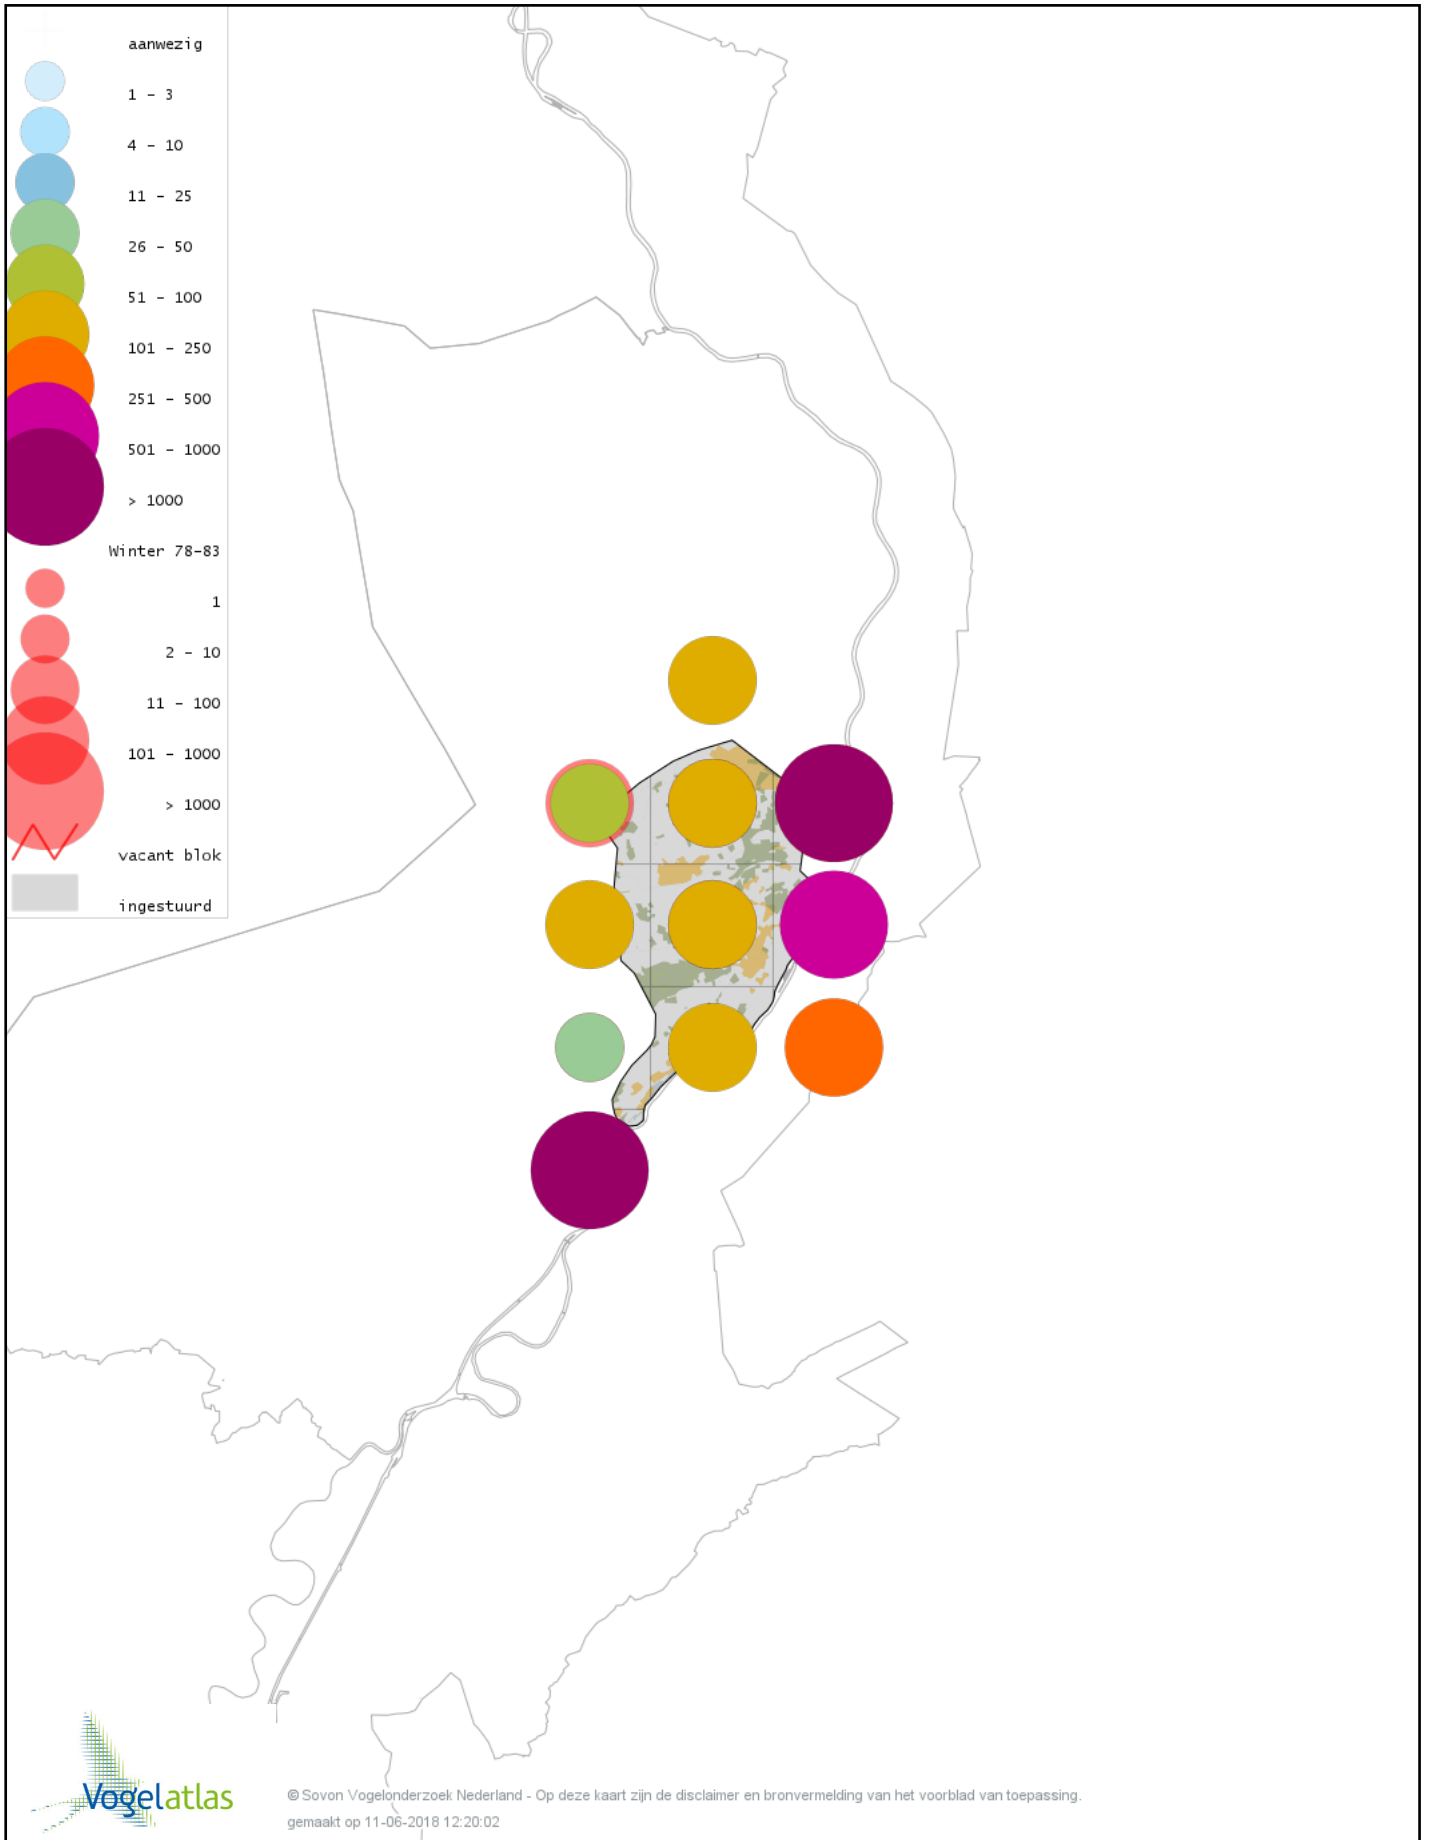 aanwezig
1 - 3
4 - 10
11 - 25
26 - 50
51 - 100
101 - 250
251 - 500
501 - 1000
> 1000
Winter 78-83
1
2 - 10
11 - 100
101 - 1000
> 1000
vacant blok
ingestuurd
Vogelatlas
© Sovon Vogelonderzoek Nederland - Op deze kaart zijn de disclaimer en bronvermelding van het voorblad van toepassing.
gemaakt op 11-06-2018 12:20:02